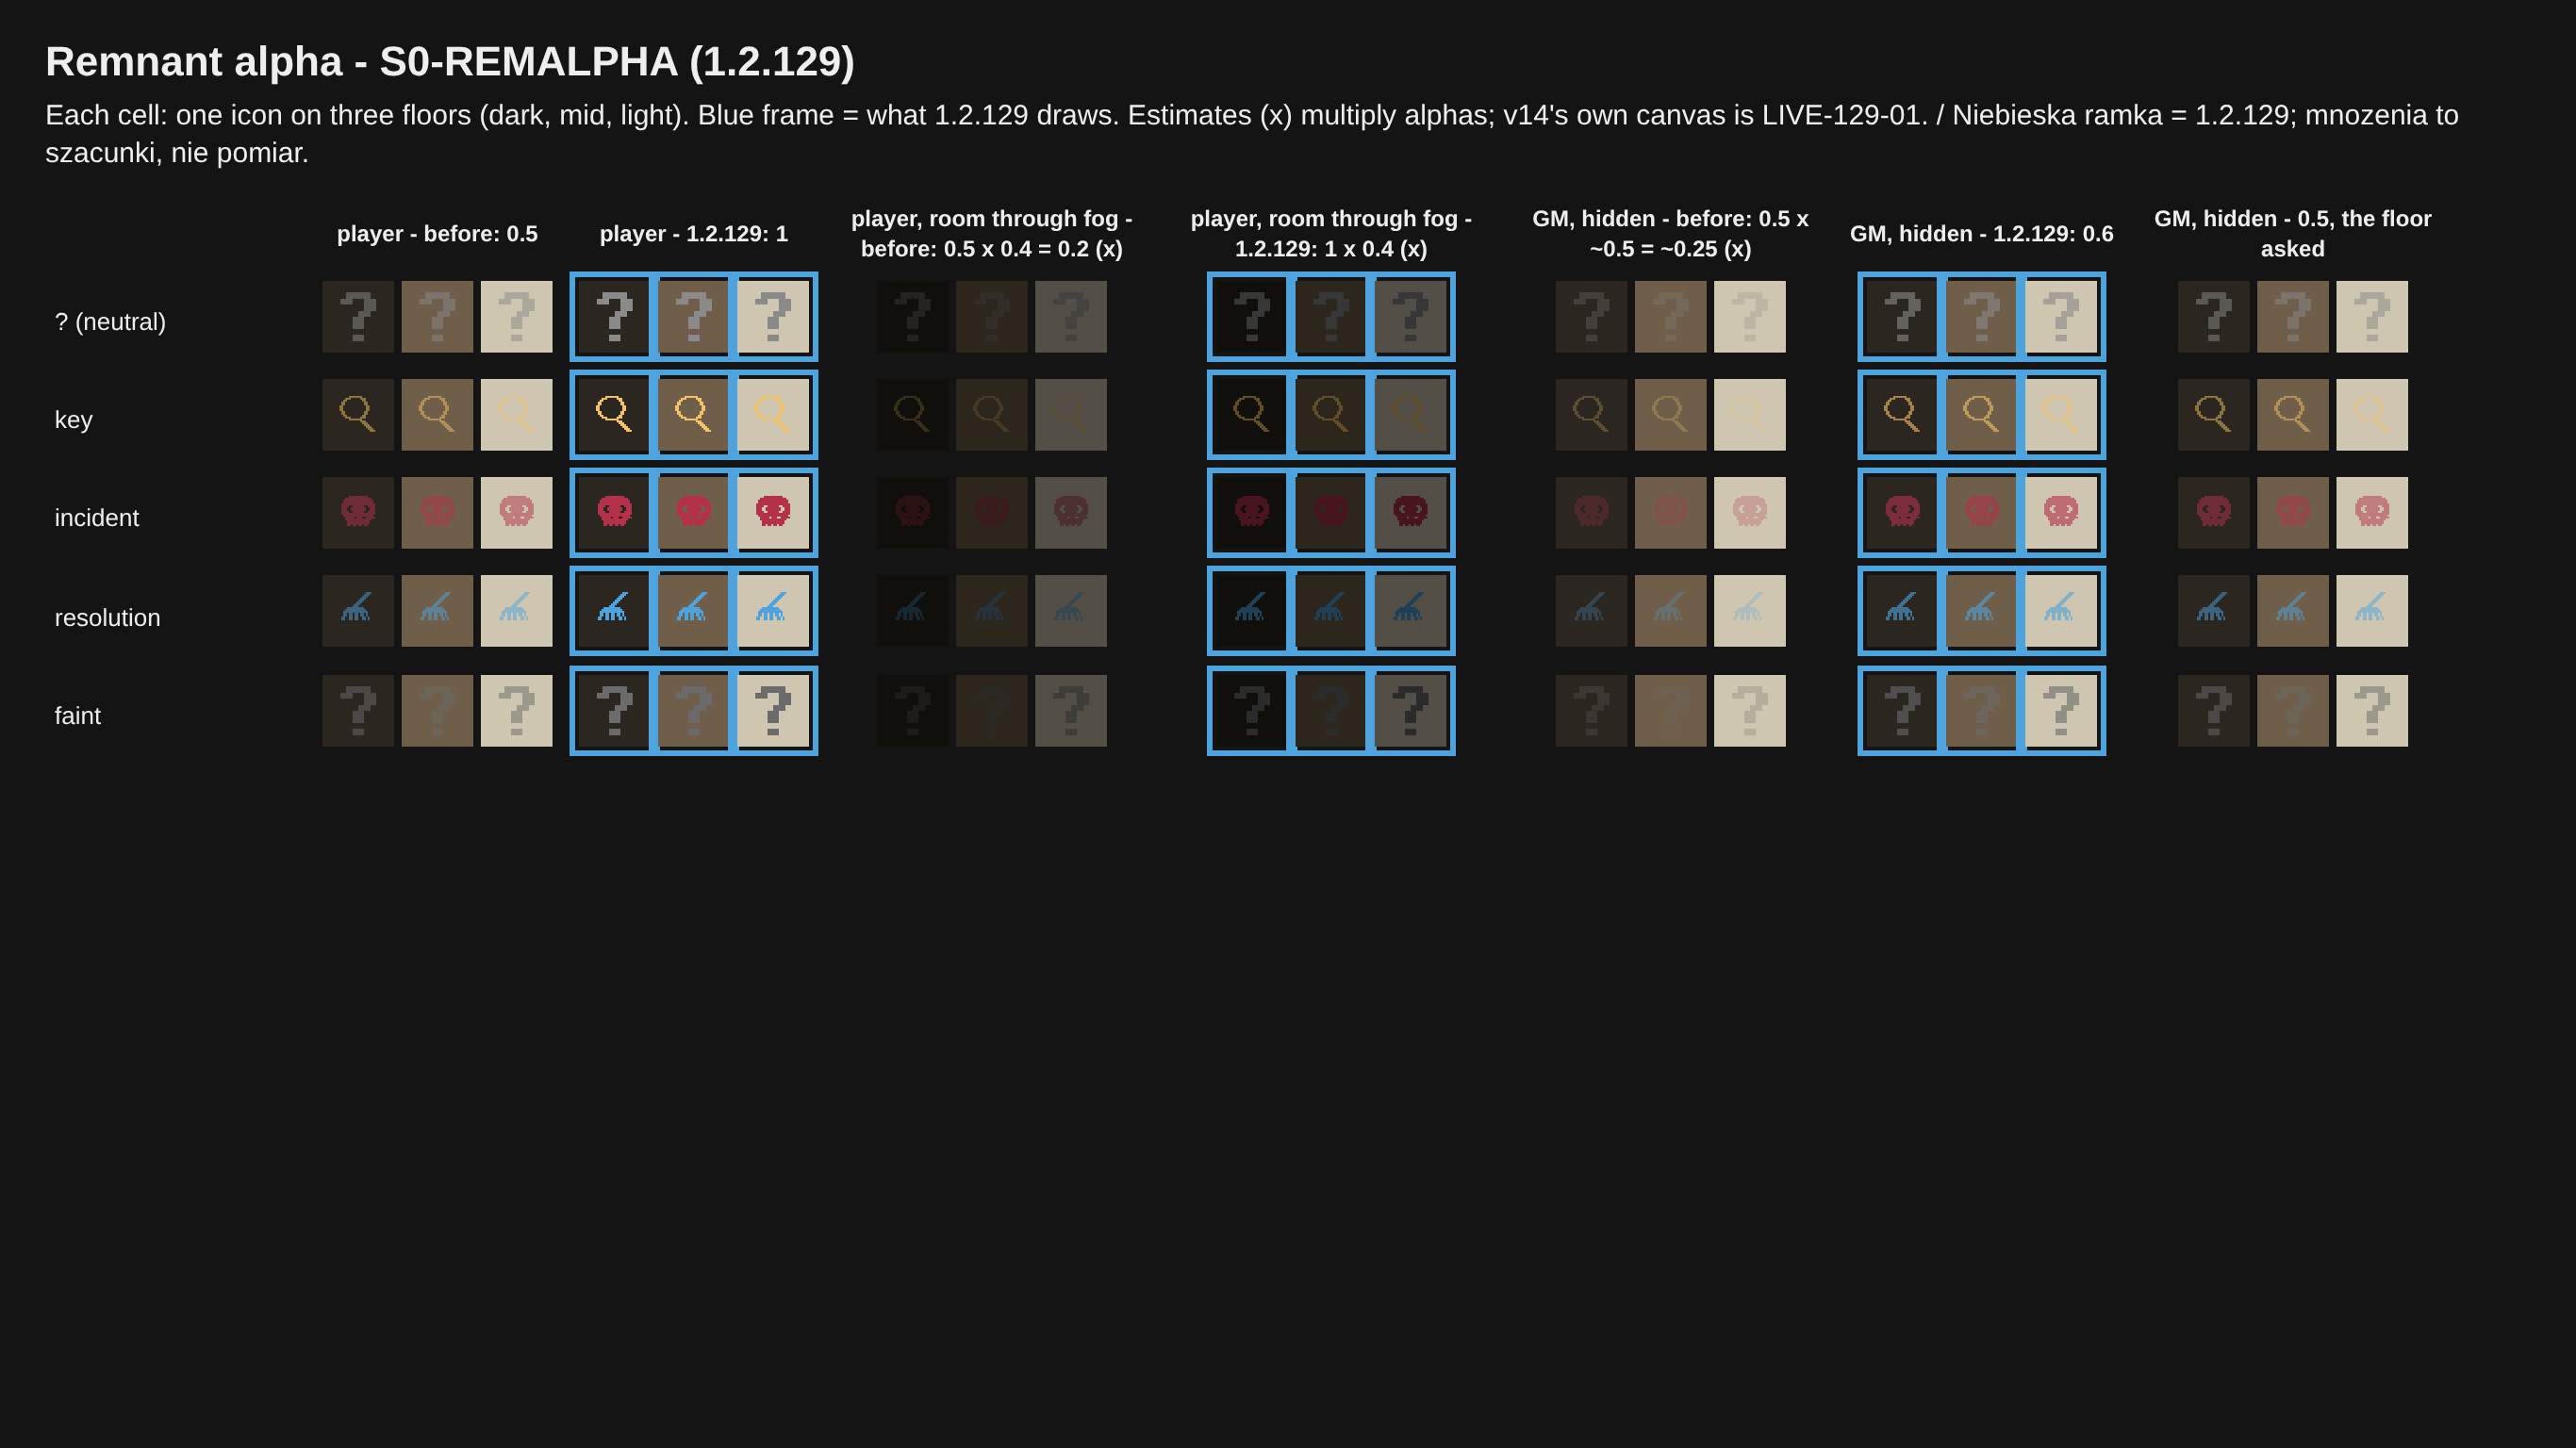 Remnant alpha - S0-REMALPHA (1.2.129)
Each cell: one icon on three floors (dark, mid, light). Blue frame = what 1.2.129 draws. Estimates (x) multiply alphas; v14's own canvas is LIVE-129-01. / Niebieska ramka = 1.2.129; mnozenia to
szacunki, nie pomiar.
player - before: 0.5
player - 1.2.129: 1
player, room through fog -
before: 0.5 x 0.4 = 0.2 (x)
player, room through fog -
1.2.129: 1 x 0.4 (x)
GM, hidden - before: 0.5 x
~0.5 = ~0.25 (x)
GM, hidden - 1.2.129: 0.6
GM, hidden - 0.5, the floor
asked
? (neutral)
key
incident
resolution
faint